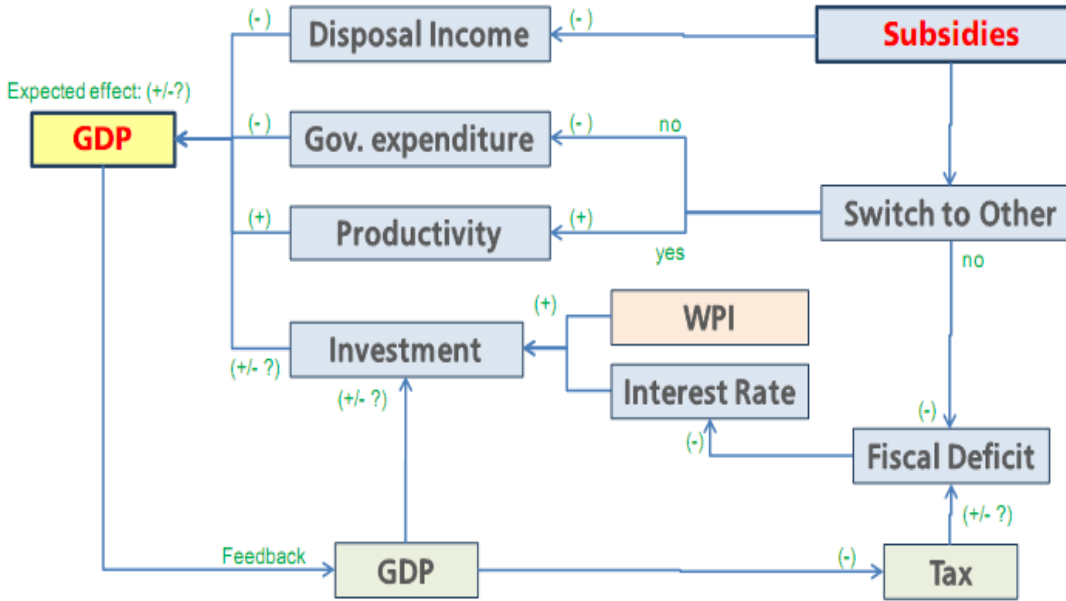 (-)
Disposal Income
(-)
Subsidies
Expected effect: (+/-?)
GDP
(-)
Gov. expenditure
(-)
no
(+)
Productivity
(+)
yes
Switch to Other
no
(+)
WPI
Investment
(+/- ?)
(+/- ?)
Interest Rate
(-)
(-)
Fiscal Deficit
(+/- ?)
Feedback
GDP
(-)
Tax